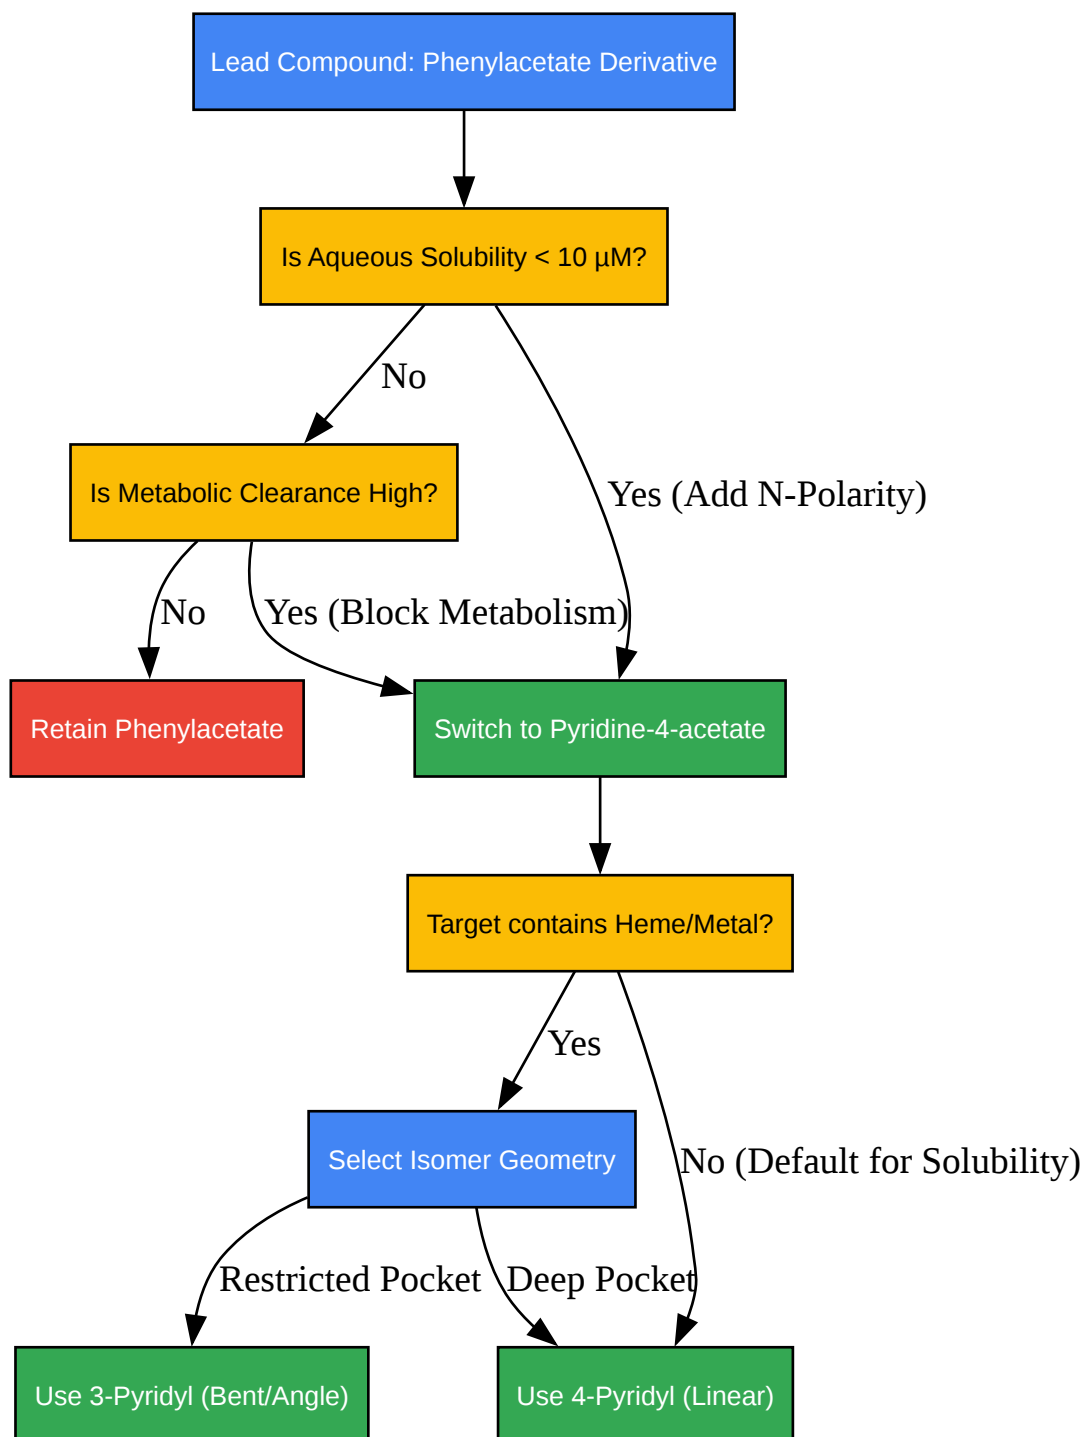 Lead Compound: Phenylacetate Derivative
Is Aqueous Solubility < 10 µM?
No
Is Metabolic Clearance High?
Yes (Add N-Polarity)
No
Yes (Block Metabolism)
Retain Phenylacetate
Switch to Pyridine-4-acetate
Target contains Heme/Metal?
Yes
Select Isomer Geometry
No (Default for Solubility)
Restricted Pocket
Deep Pocket
Use 3-Pyridyl (Bent/Angle)
Use 4-Pyridyl (Linear)